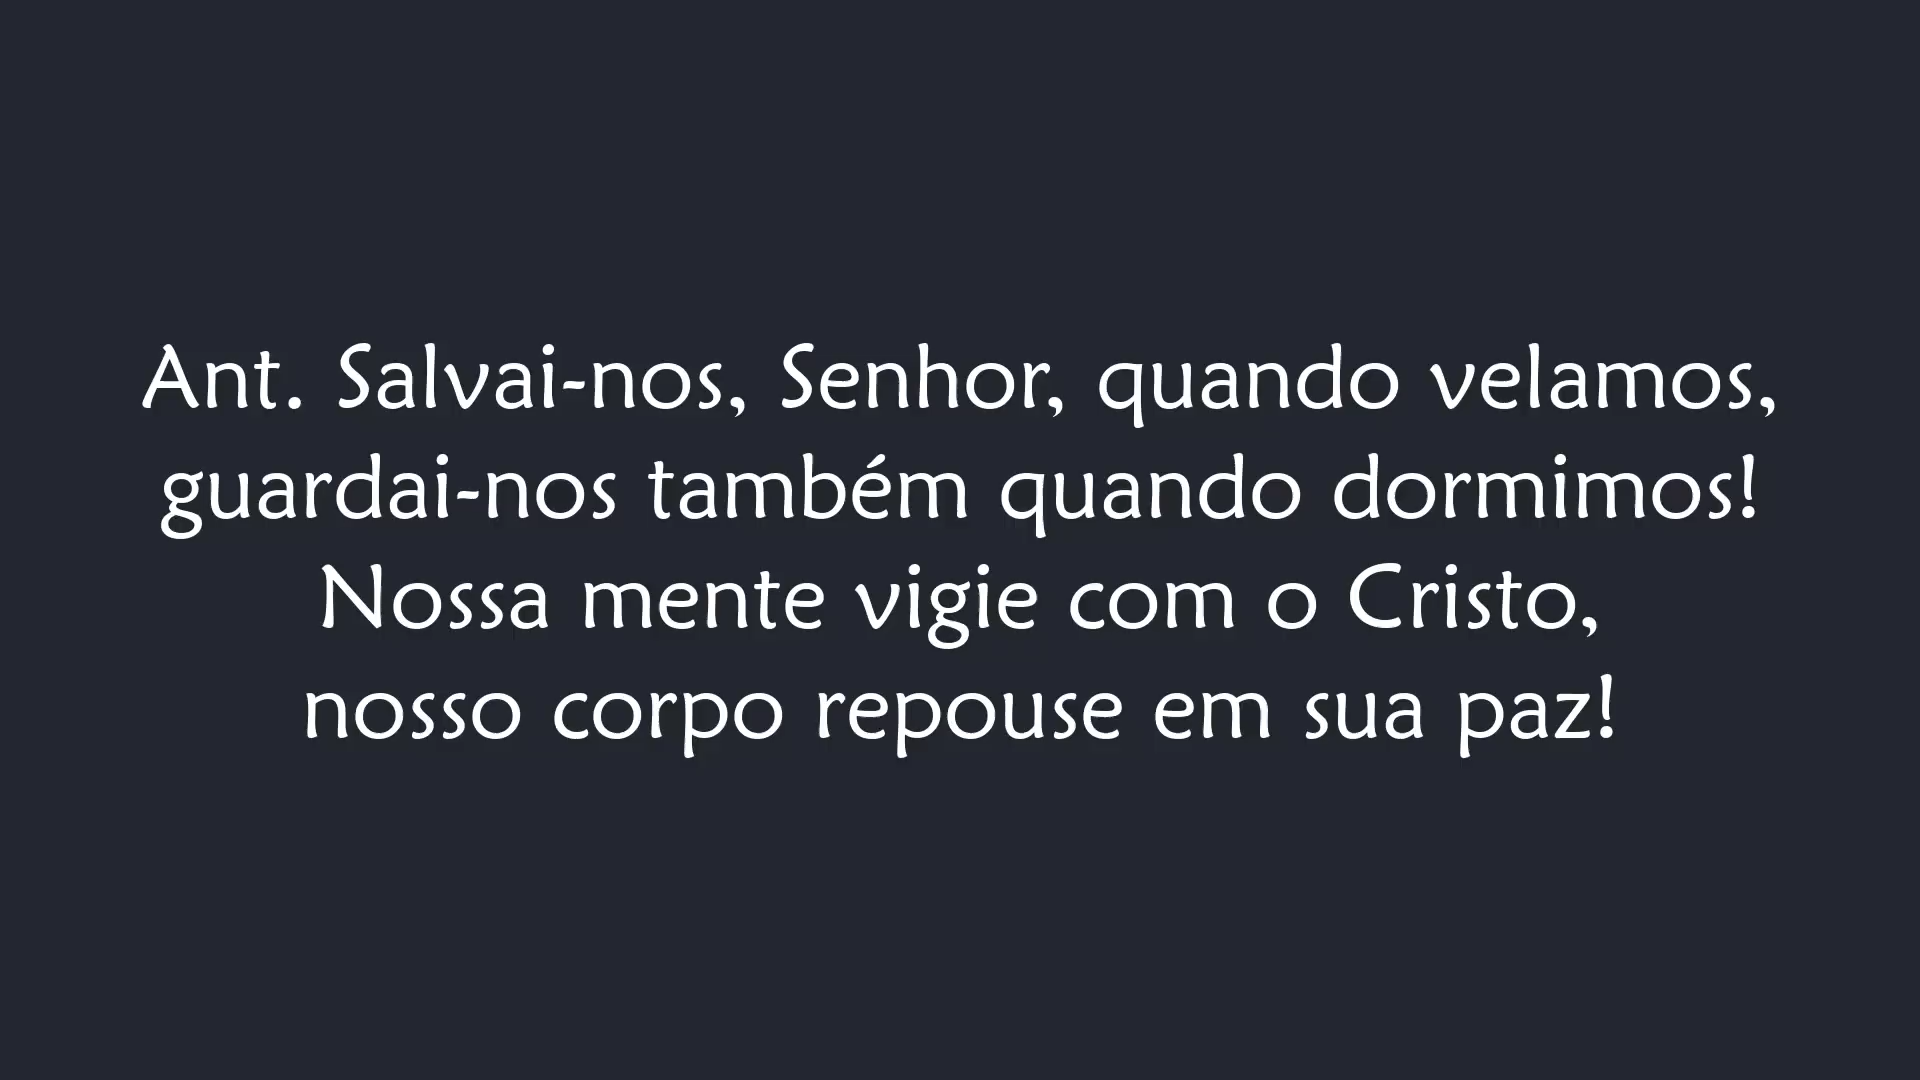 Ant. Salvai-nos, Senhor, quando velamos,
guardai-nos também quando dormimos!
Nossa mente vigie com o Cristo,
nosso corpo repouse em sua paz!